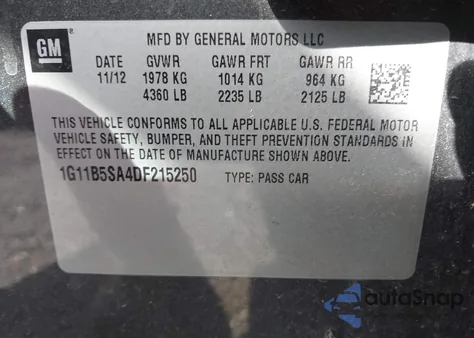 GM
MFD BY GENERAL MOTORS LLC
11/12 GVWR GAWR FRT GAWR RR
1978 KG 1014 KG 964 KG
4360 LB 2235 LB 2125 LB
THIS VEHICLE CONFORMS TO ALL APPLICABLE U.S. FEDERAL MOTOR
VEHICLE SAFETY, BUMPER, AND THEFT PREVENTION STANDARDS IN
EFFECT ON THE DATE OF MANUFACTURE SHOWN ABOVE.
1G11B5SA4DF215250 TYPE: PASS CAR
autoSnap